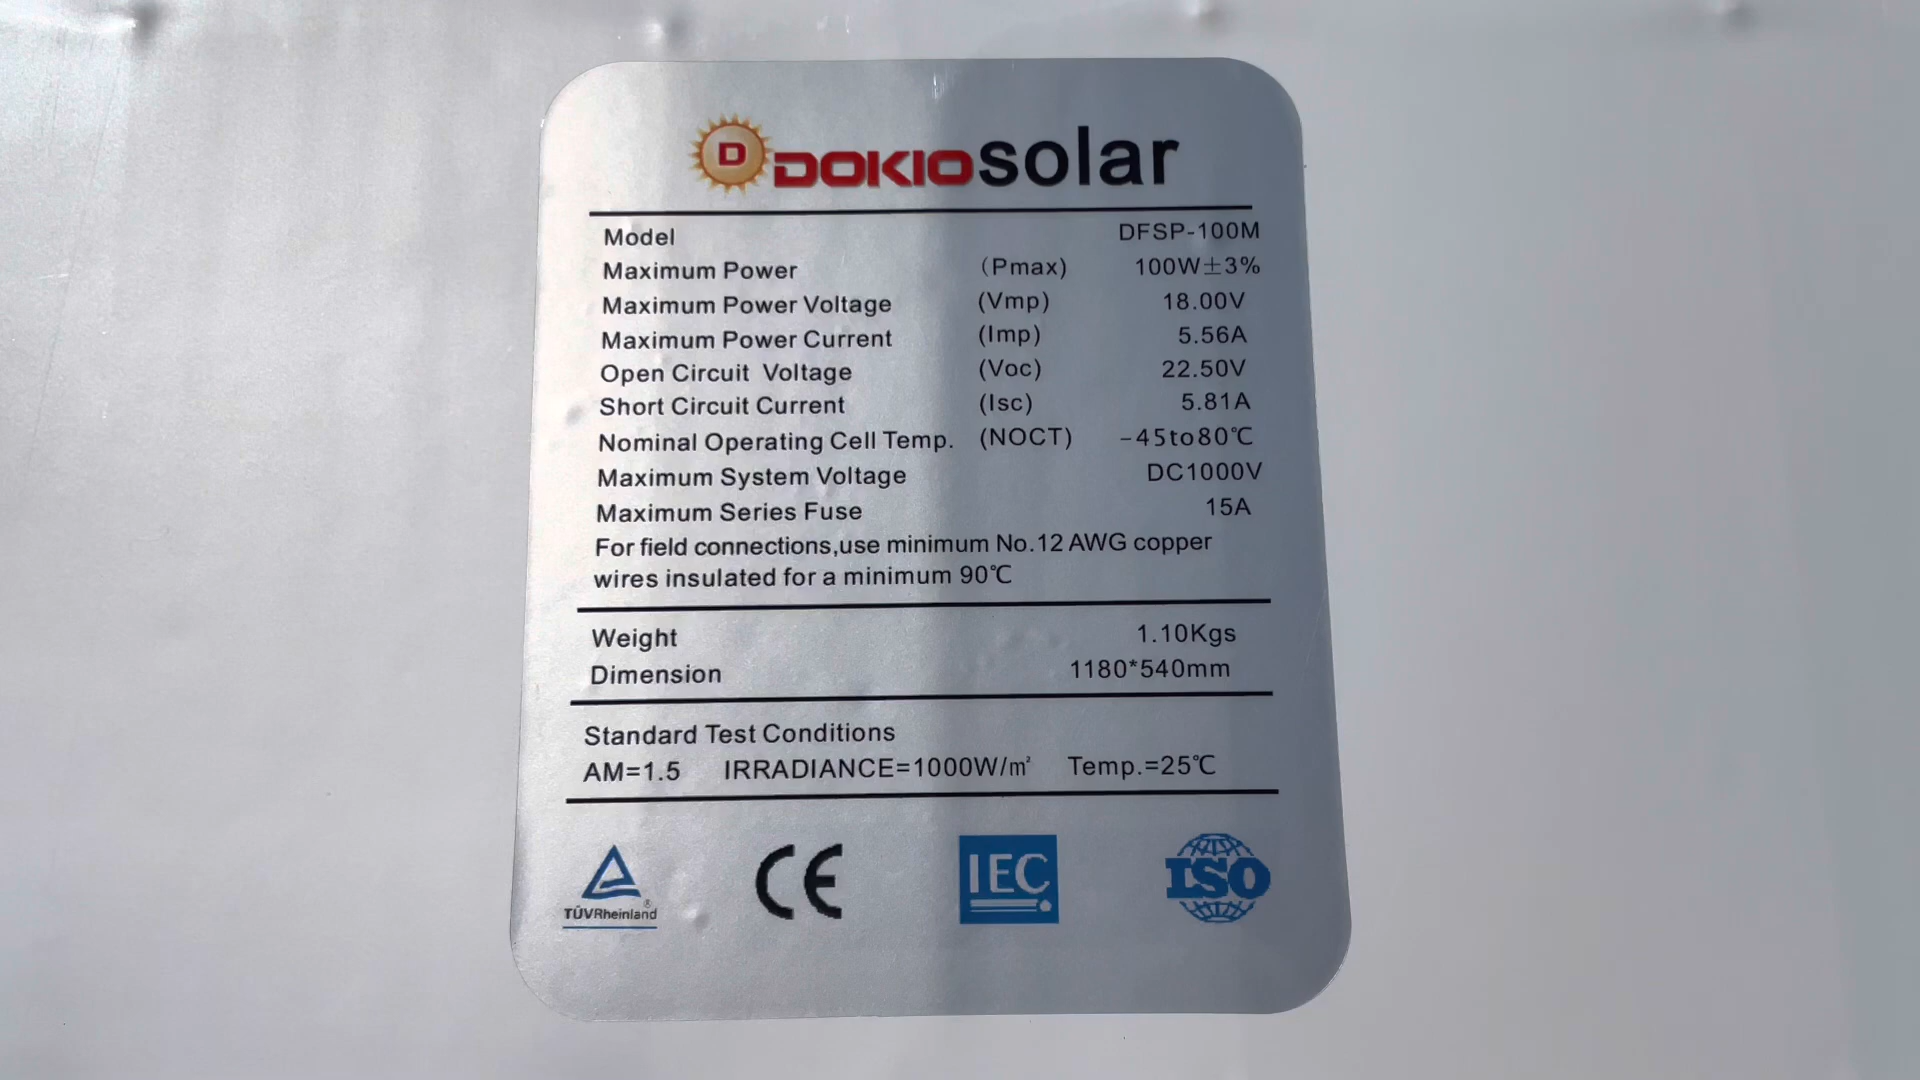 D DOKIO solar
Model DFSP-100M
Maximum Power (Pmax) 100W±3%
Maximum Power Voltage (Vmp) 18.00V
Maximum Power Current (Imp) 5.56A
Open Circuit Voltage (Voc) 22.50V
Short Circuit Current (Isc) 5.81A
Nominal Operating Cell Temp. (NOCT) -45to80℃
Maximum System Voltage DC1000V
Maximum Series Fuse 15A
For field connections,use minimum No.12 AWG copper
wires insulated for a minimum 90℃
Weight 1.10Kgs
Dimension 1180*540mm
Standard Test Conditions
AM=1.5 IRRADIANCE=1000W/m² Temp.=25℃
TÜVRheinland® CE IEC ISO